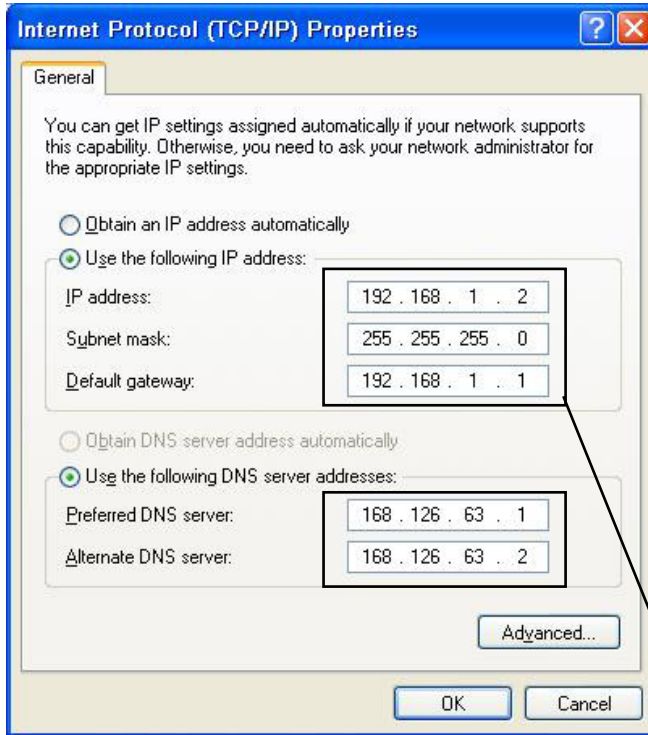 Internet Protocol (TCP/IP) Properties
General
You can get IP settings assigned automatically if your network supports
this capability. Otherwise, you need to ask your network administrator for
the appropriate IP settings.
Obtain an IP address automatically
Use the following IP address:
IP address: 192 . 168 . 1 . 2
Subnet mask: 255 . 255 . 255 . 0
Default gateway: 192 . 168 . 1 . 1
Obtain DNS server address automatically
Use the following DNS server addresses:
Preferred DNS server: 168 . 126 . 63 . 1
Alternate DNS server: 168 . 126 . 63 . 2
Advanced...
OK Cancel